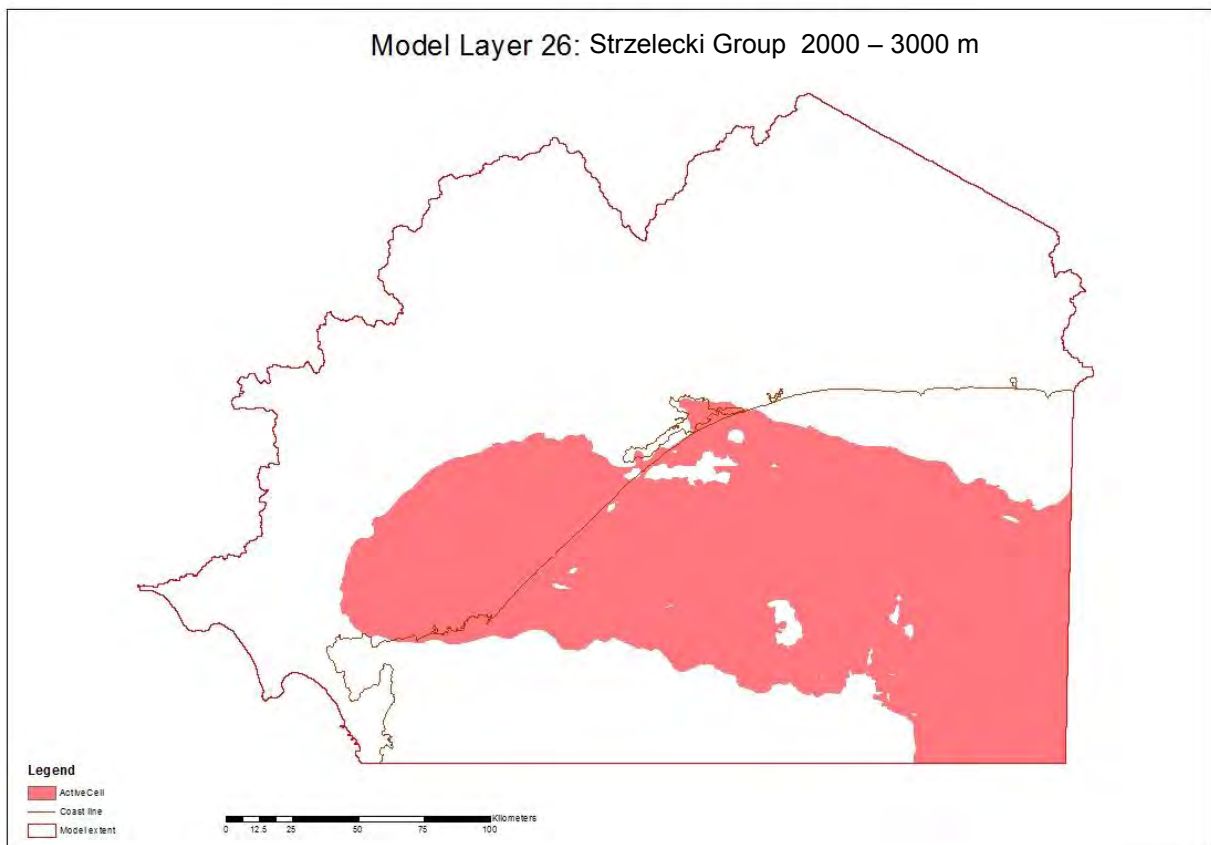 Model Layer 26: Strzelecki Group 2000 – 3000 m
Legend
ActiveCell
Coast line
Model extent
Kilometers
0 12.5 25 50 75 100